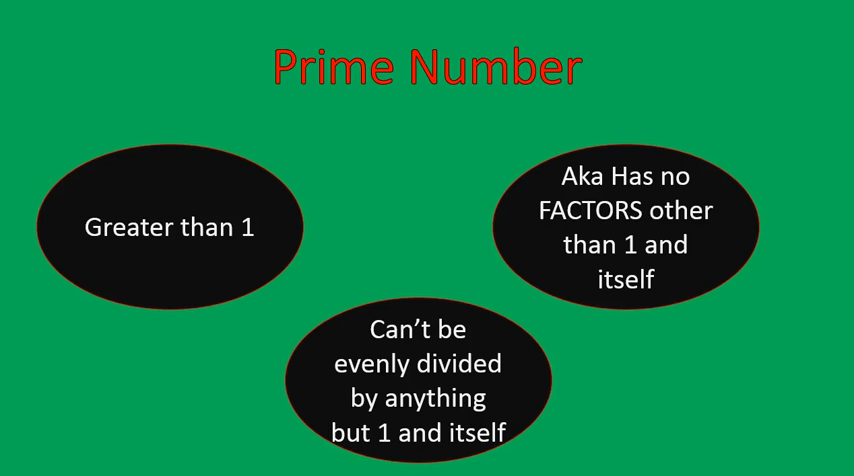 Prime Number
Greater than 1
Aka Has no
FACTORS other
than 1 and
itself
Can’t be
evenly divided
by anything
but 1 and itself